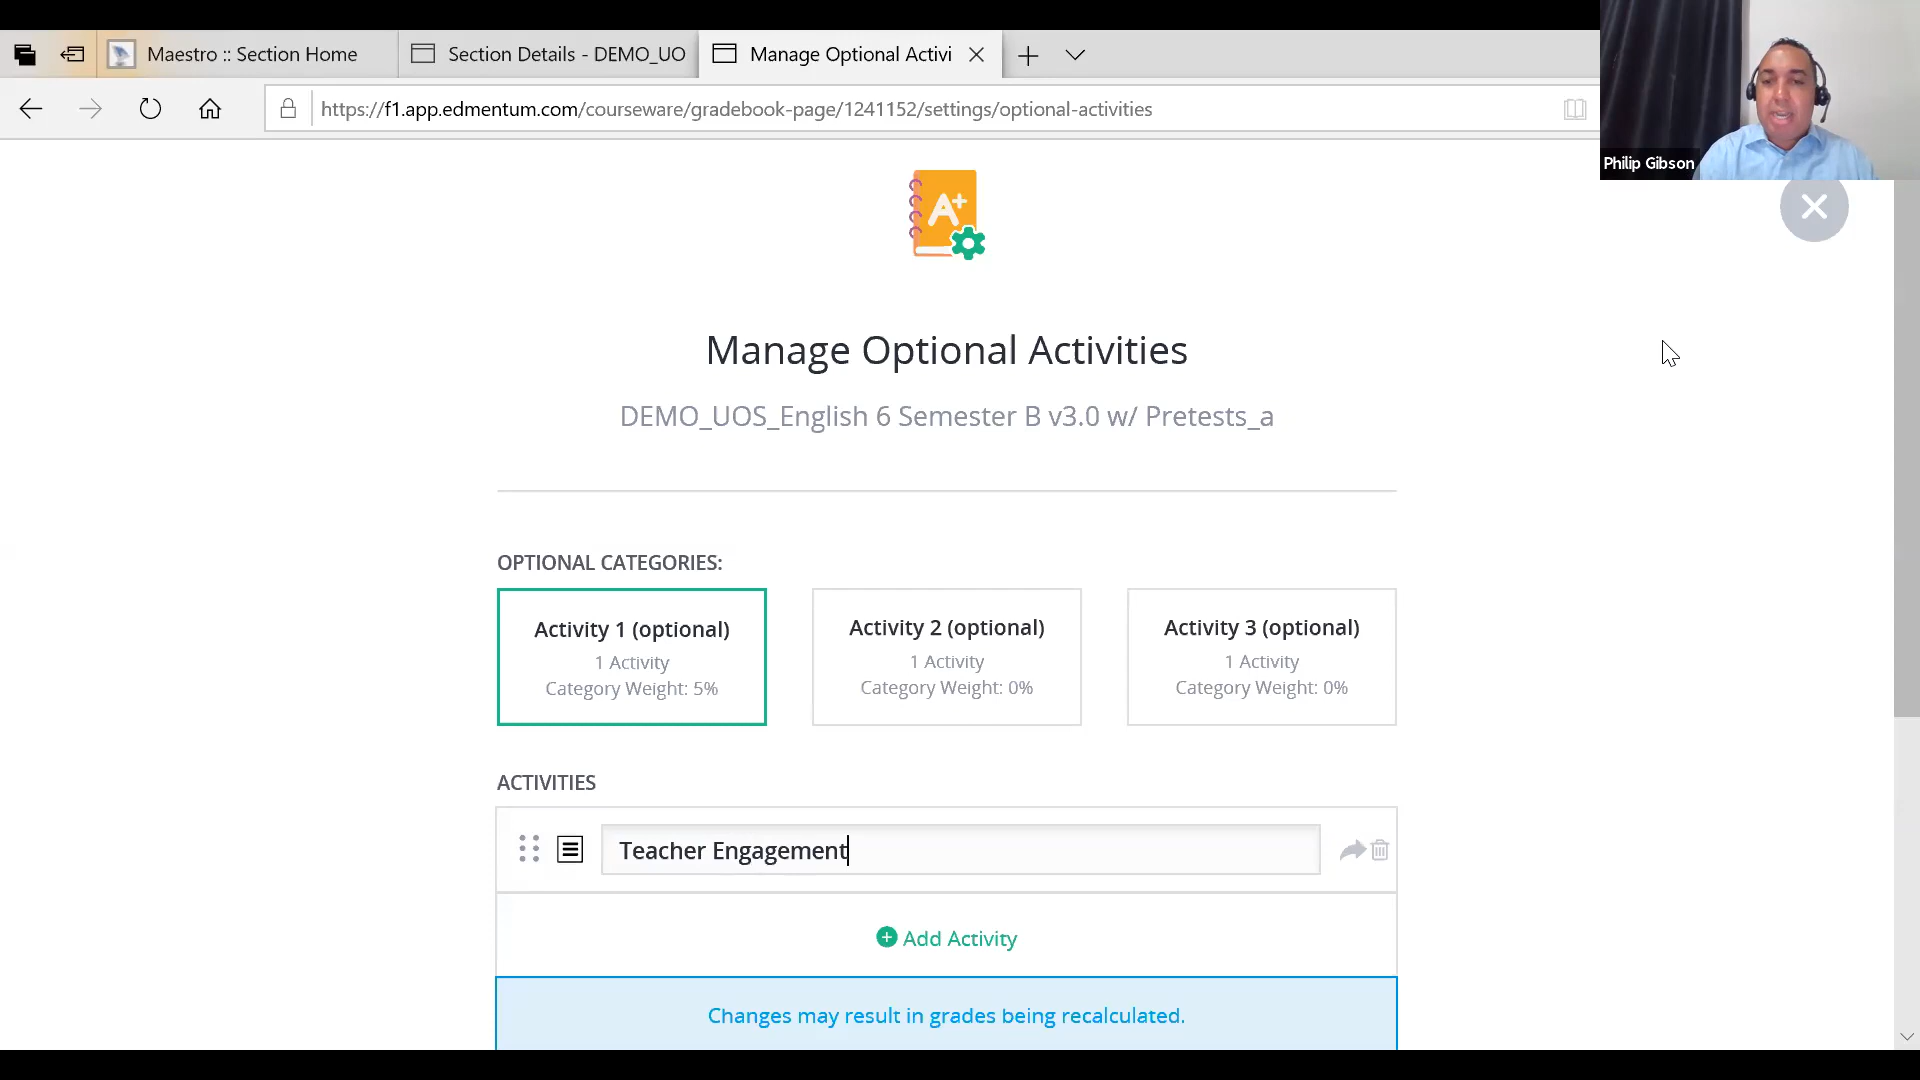 Maestro :: Section Home
Section Details - DEMO_UO
Manage Optional Activi
https://f1.app.edmentum.com/courseware/gradebook-page/1241152/settings/optional-activities
Philip Gibson
A+
Manage Optional Activities
DEMO_UOS_English 6 Semester B v3.0 w/ Pretests_a
OPTIONAL CATEGORIES:
Activity 1 (optional)
1 Activity
Category Weight: 5%
Activity 2 (optional)
1 Activity
Category Weight: 0%
Activity 3 (optional)
1 Activity
Category Weight: 0%
ACTIVITIES
Teacher Engagement
Add Activity
Changes may result in grades being recalculated.